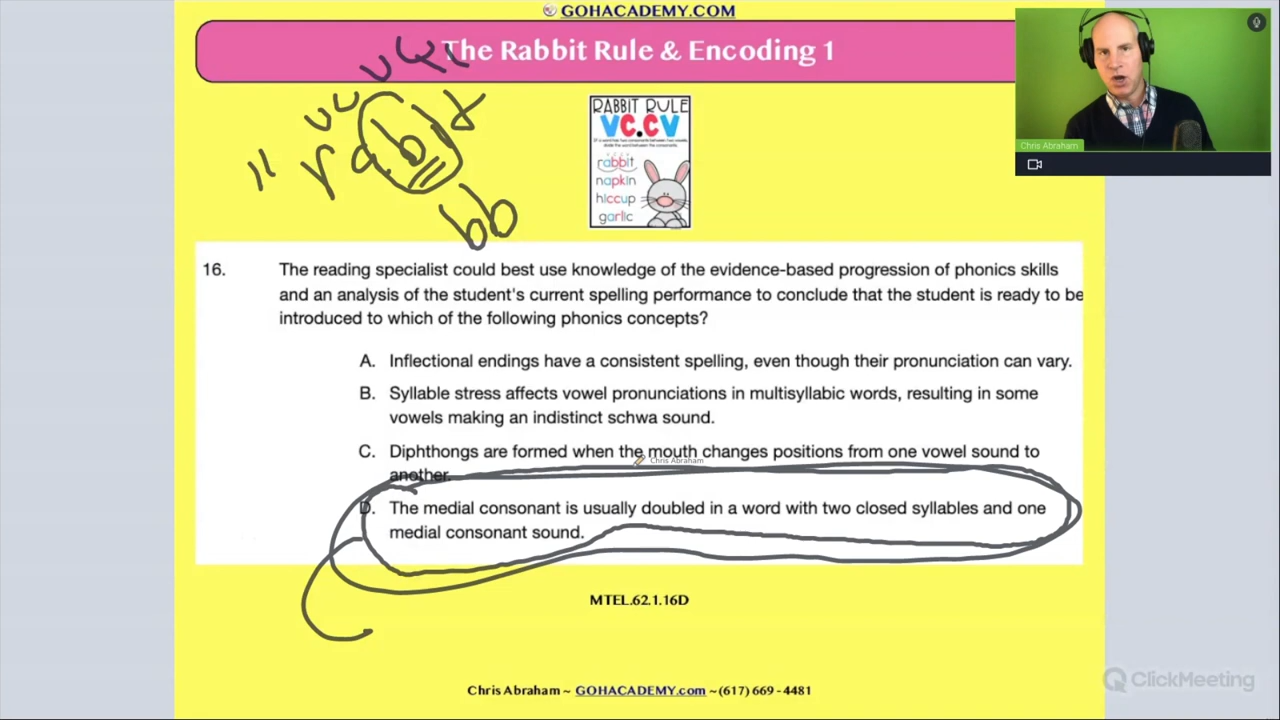 GOHACADEMY.COM
The Rabbit Rule & Encoding 1
Chris Abraham
RABBIT RULE
VC.CV
rabbit
napkin
hiccup
garlic
rabit
bb
16. The reading specialist could best use knowledge of the evidence-based progression of phonics skills
and an analysis of the student's current spelling performance to conclude that the student is ready to be
introduced to which of the following phonics concepts?
A. Inflectional endings have a consistent spelling, even though their pronunciation can vary.
B. Syllable stress affects vowel pronunciations in multisyllabic words, resulting in some
vowels making an indistinct schwa sound.
C. Diphthongs are formed when the mouth changes positions from one vowel sound to
Chris Abraham
another.
D. The medial consonant is usually doubled in a word with two closed syllables and one
medial consonant sound.
MTEL.62.1.16D
Chris Abraham ~ GOHACADEMY.com ~(617) 669 - 4481
ClickMeeting